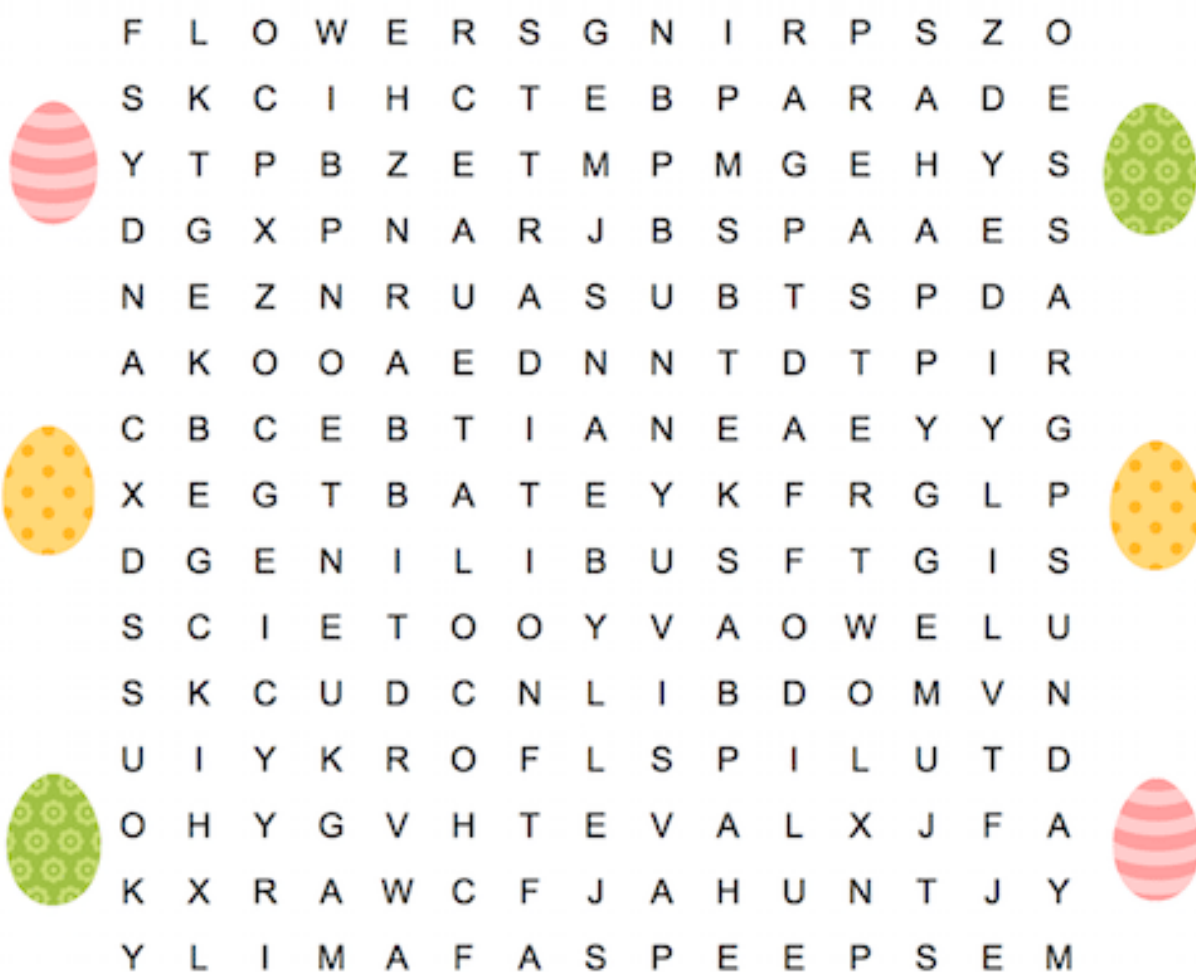 F L O W E R S G N I R P S Z O
S K C I H C T E B P A R A D E
Y T P B Z E T M P M G E H Y S
D G X P N A R J B S P A A E S
N E Z N R U A S U B T S P D A
A K O O A E D N N T D T P I R
C B C E B T I A N E A E Y Y G
X E G T B A T E Y K F R G L P
D G E N I L I B U S F T G I S
S C I E T O O Y V A O W E L U
S K C U D C N L I B D O M V N
U I Y K R O F L S P I L U T D
O H Y G V H T E V A L X J F A
K X R A W C F J A H U N T J Y
Y L I M A F A S P E E P S E M